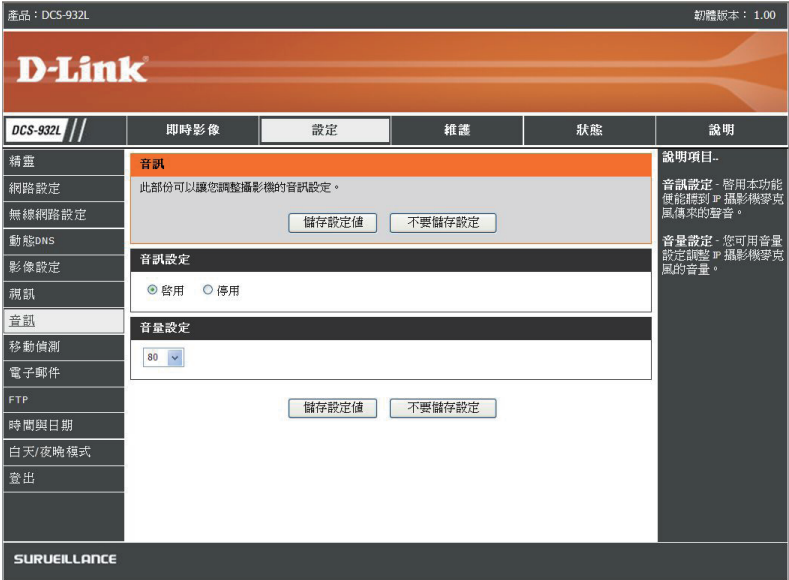 產品：DCS-932L
韌體版本： 1.00
D-Link
DCS-932L
即時影像
設定
維護
狀態
說明
精靈
網路設定
無線網路設定
動態DNS
影像設定
視訊
音訊
移動偵測
電子郵件
FTP
時間與日期
白天/夜晚模式
登出
音訊
此部份可以讓您調整攝影機的音訊設定。
儲存設定值
不要儲存設定
音訊設定
啓用
停用
音量設定
80
儲存設定值
不要儲存設定
說明項目..
音訊設定 - 啓用本功能
便能聽到 IP 攝影機麥克
風傳來的聲音。
音量設定 - 您可用音量
設定調整 IP 攝影機麥克
風的音量。
SURVEILLANCE